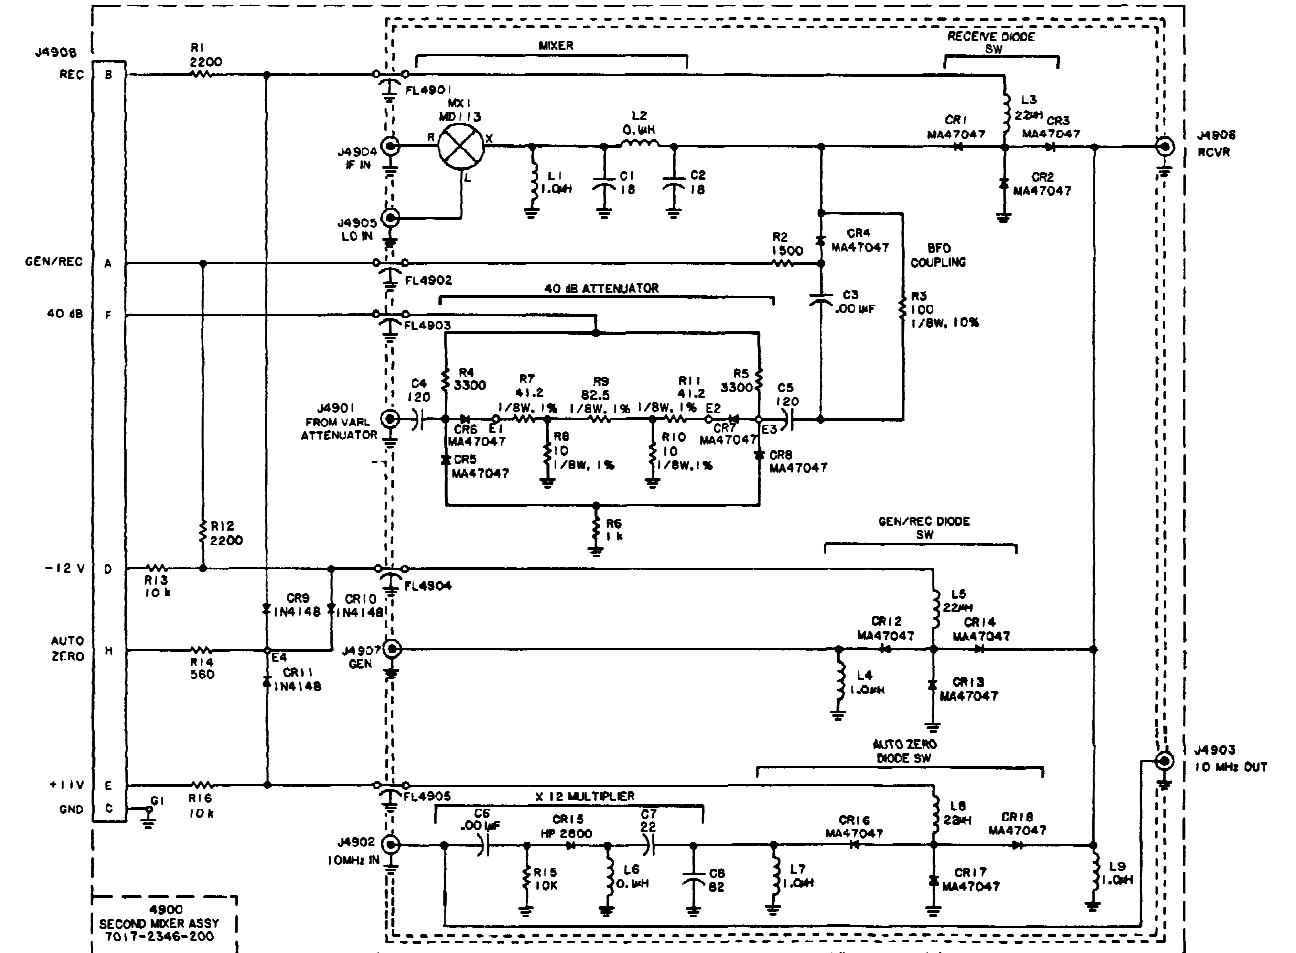 J4908
REC B
R1
2200
FL4901
MIXER
RECEIVE DIODE
SW
MX1
MD113
R
X
L
J4904
IF IN
J4905
LO IN
L1
1.0μH
C1
18
L2
0.1μH
C2
18
CR1
MA47047
L3
22μH
CR3
MA47047
CR2
MA47047
J4906
RCVR
GEN/REC A
FL4902
R2
1500
CR4
MA47047
BFO
COUPLING
C3
.001μF
R3
100
1/8W, 10%
40 dB F
FL4903
40 dB ATTENUATOR
J4901
FROM VARL
ATTENUATOR
C4
120
R4
3300
R7
41.2
1/8W, 1%
R9
82.5
1/8W, 1%
R11
41.2
1/8W, 1%
R5
3300
C5
120
CR6
MA47047
E1
E2
CR7
MA47047
E3
CR5
MA47047
R8
10
1/8W, 1%
R10
10
1/8W, 1%
CR8
MA47047
R6
1k
R12
2200
-12 V D
R13
10k
FL4904
CR9
1N4148
CR10
1N4148
GEN/REC DIODE
SW
L5
22μH
CR12
MA47047
CR14
MA47047
AUTO
ZERO H
R14
560
E4
CR11
1N4148
J4907
GEN
L4
1.0μH
CR13
MA47047
AUTO ZERO
DIODE SW
J4903
10 MHz OUT
+11V E
R16
10k
FL4905
GND C
G1
X 12 MULTIPLIER
J4902
10MHz IN
C6
.001μF
CR15
HP 2800
C7
22
R15
10K
L6
0.1μH
C8
82
L7
1.0μH
CR16
MA47047
L8
22μH
CR18
MA47047
CR17
MA47047
L9
1.0μH
4900
SECOND MIXER ASSY
7017-2346-200